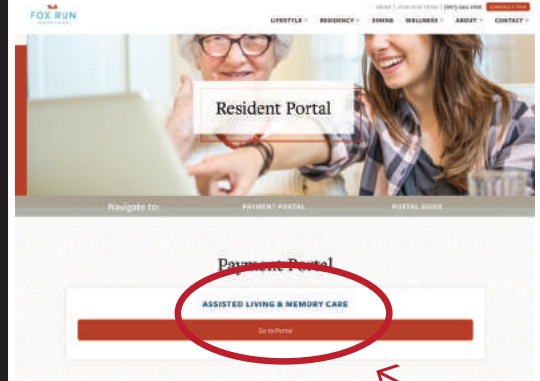 FOX RUN
LIFESTYLE RESIDENCY DINING WELLNESS ABOUT CONTACT
Resident Portal
Navigate to: PAYMENT PORTAL PORTAL GUIDE
Payment Portal
ASSISTED LIVING & MEMORY CARE
Go to Portal